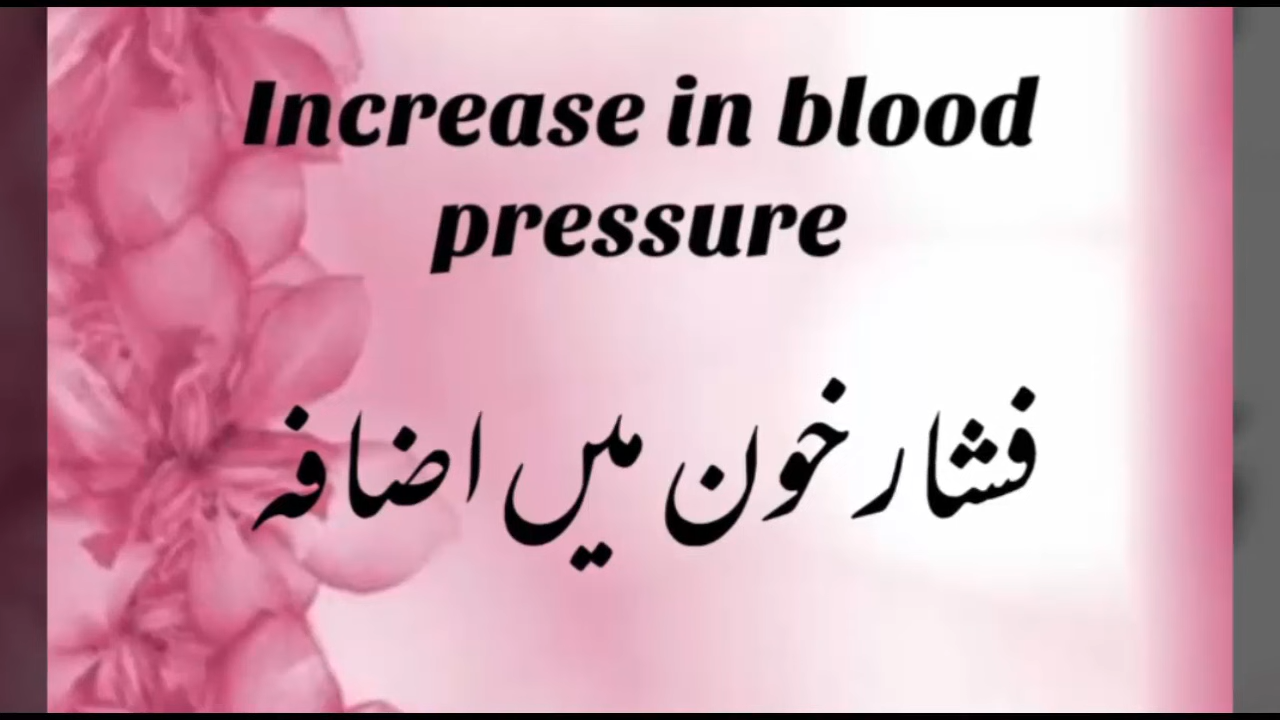 Increase in blood
pressure
فشار خون میں اضافہ